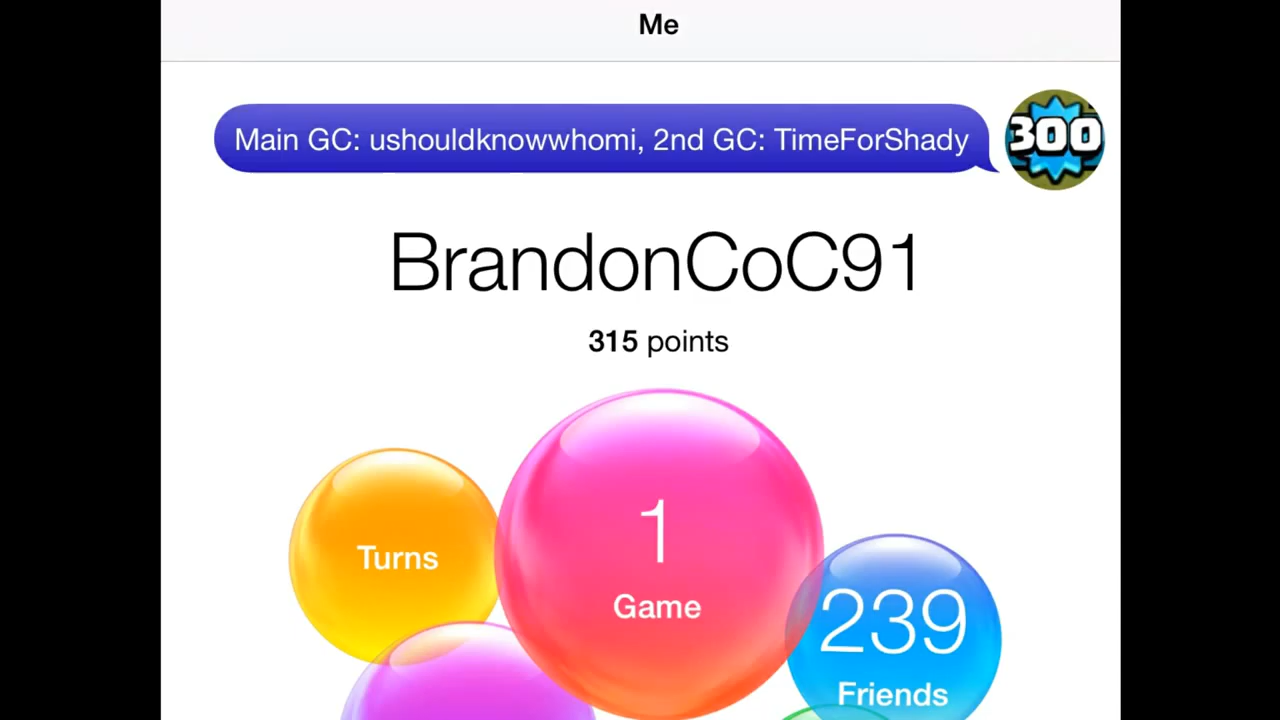 Me
Main GC: ushouldknowwhomi, 2nd GC: TimeForShady
300
BrandonCoC91
315 points
Turns
1
Game
239
Friends